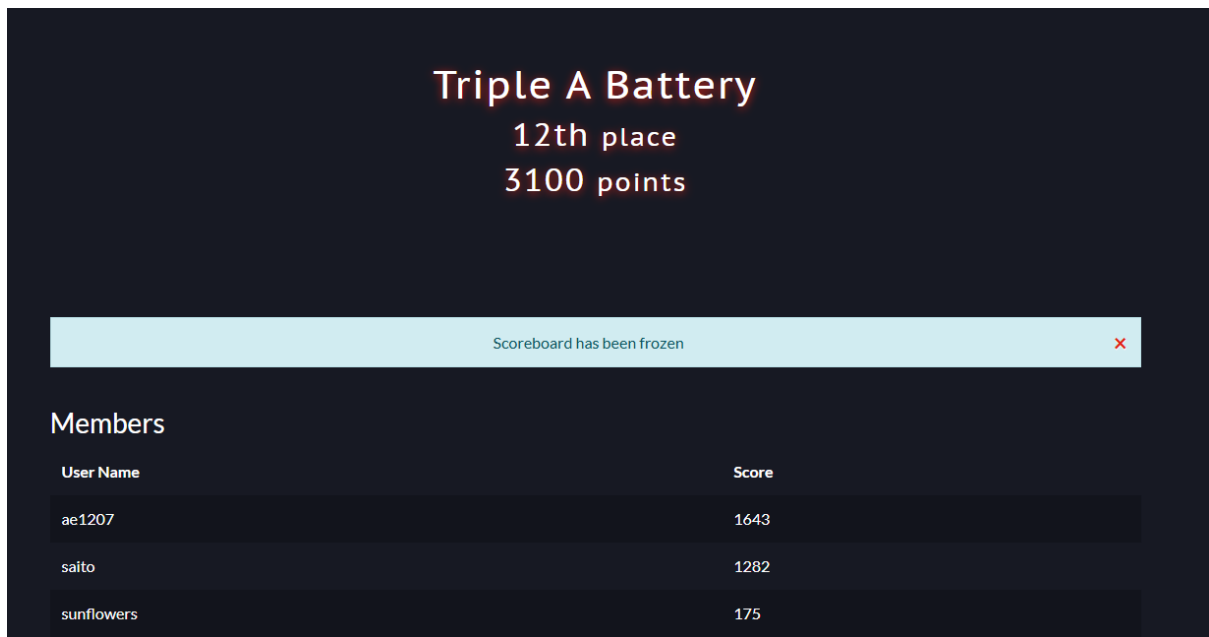 Triple A Battery
12th place
3100 points
Scoreboard has been frozen ×
Members
User Name Score
ae1207 1643
saito 1282
sunflowers 175